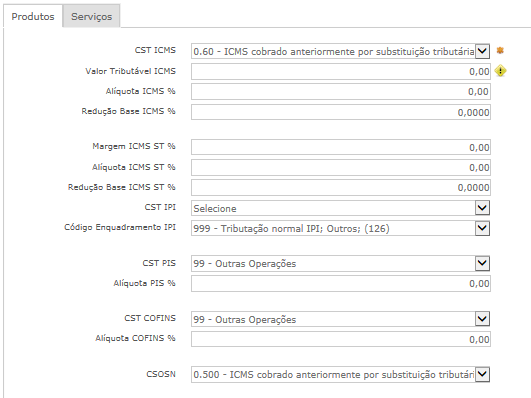 Produtos Serviços
CST ICMS 0.60 - ICMS cobrado anteriormente por substituição tributária
Valor Tributável ICMS 0,00
Alíquota ICMS % 0,00
Redução Base ICMS % 0,0000
Margem ICMS ST % 0,00
Alíquota ICMS ST % 0,00
Redução Base ICMS ST % 0,0000
CST IPI Selecione
Código Enquadramento IPI 999 - Tributação normal IPI; Outros; (126)
CST PIS 99 - Outras Operações
Alíquota PIS % 0,00
CST COFINS 99 - Outras Operações
Alíquota COFINS % 0,00
CSOSN 0.500 - ICMS cobrado anteriormente por substituição tributári